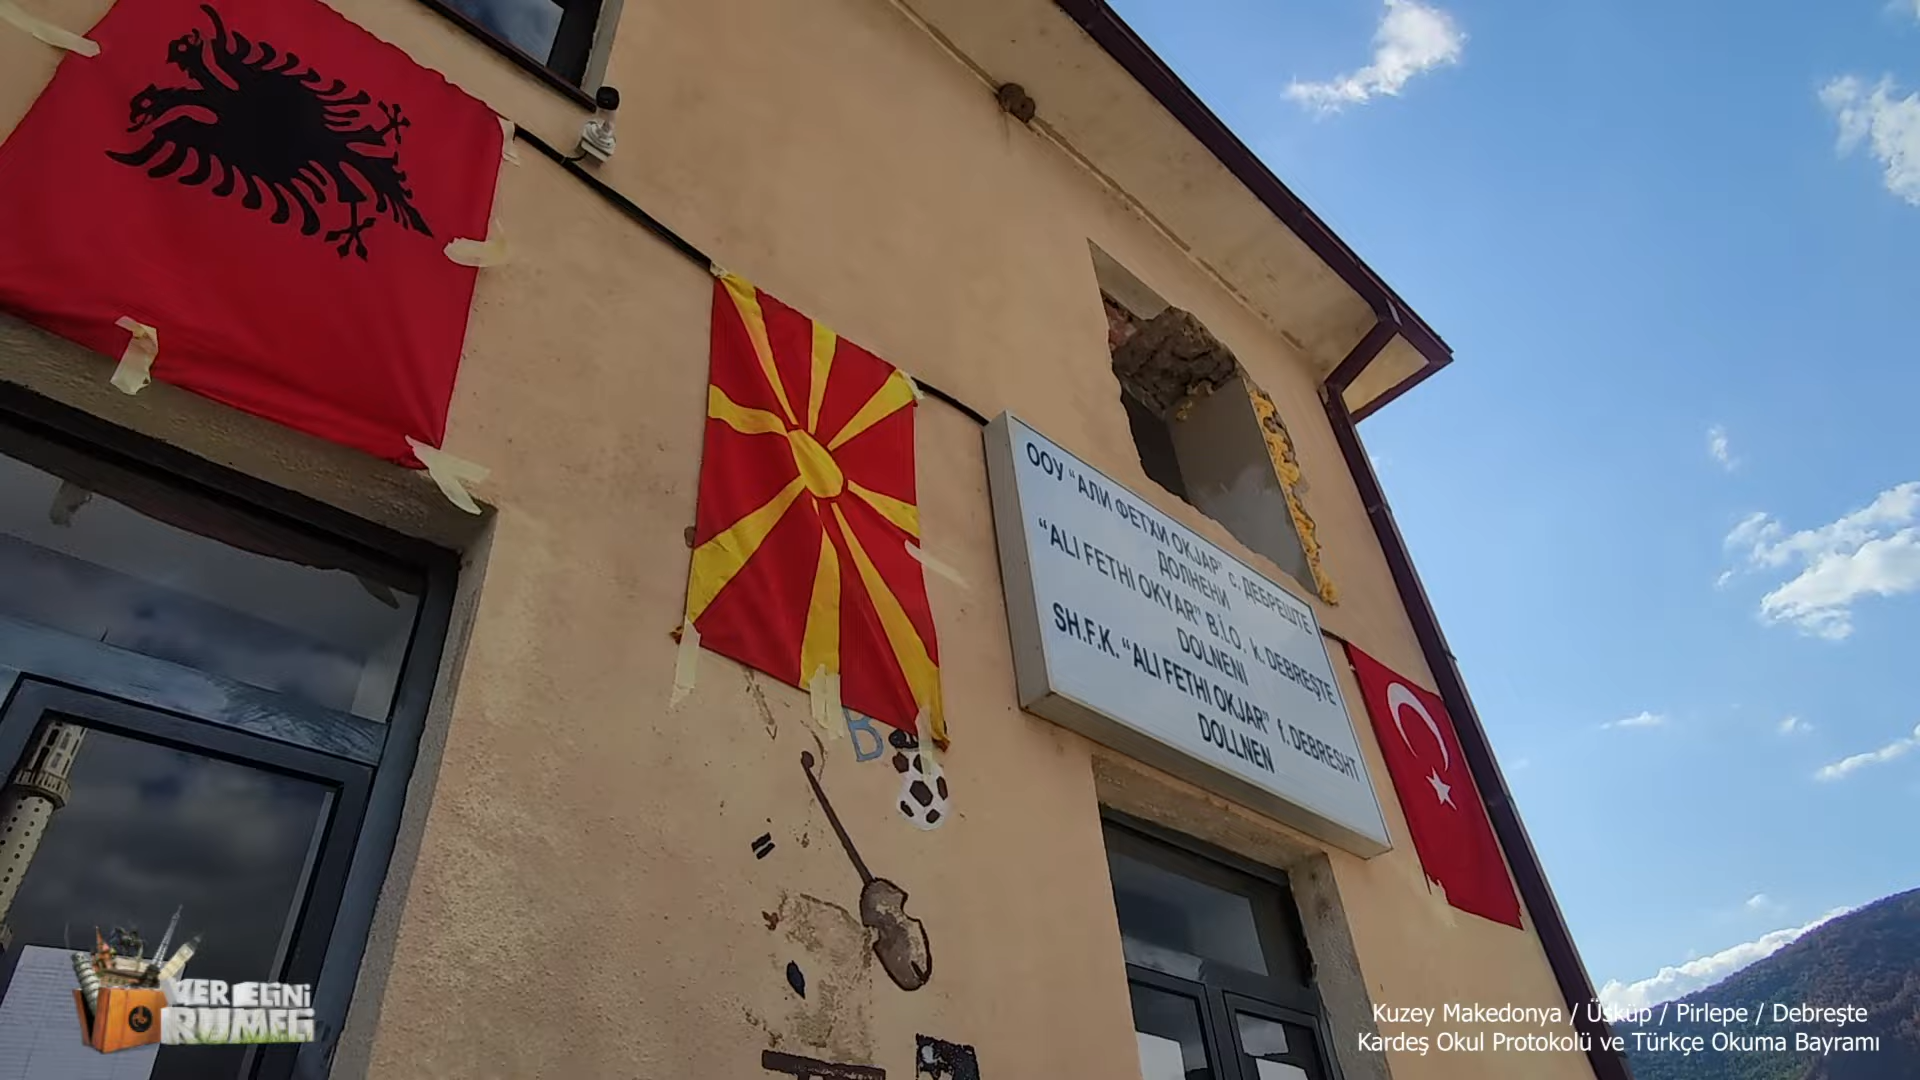 ООУ “АЛИ ФЕТХИ ОКЈАР” с. ДЕБРЕШТЕ
ДОЛНЕНИ
“ALI FETHI OKYAR” B.İ.O. k. DEBREŞTE
DOLNENI
SH.F.K. “ALI FETHI OKJAR” f. DEBRESHT
DOLLNEN
B
VER ELİNİ
RUMELİ
Kuzey Makedonya / Üsküp / Pirlepe / Debreşte
Kardeş Okul Protokolü ve Türkçe Okuma Bayramı